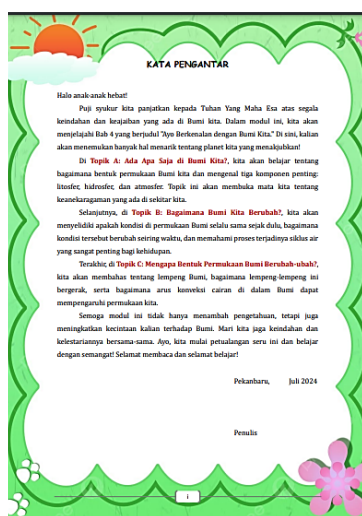 KATA PENGANTAR
Halo anak-anak hebat!
Puji syukur kita panjatkan kepada Tuhan Yang Maha Esa atas segala
keindahan dan keajaiban yang ada di Bumi kita. Dalam modul ini, kita akan
menjelajahi Bab 4 yang berjudul "Ayo Berkenalan dengan Bumi Kita." Di sini, kalian
akan menemukan banyak hal menarik tentang planet kita yang menakjubkan!
Di Topik A: Ada Apa Saja di Bumi Kita?, kita akan belajar tentang
bagaimana bentuk permukaan Bumi kita dan mengenal tiga komponen penting:
litosfer, hidrosfer, dan atmosfer. Topik ini akan membuka mata kita tentang
keanekaragaman yang ada di sekitar kita.
Selanjutnya, di Topik B: Bagaimana Bumi Kita Berubah?, kita akan
menyelidiki apakah kondisi di permukaan Bumi selalu sama sejak dulu, bagaimana
kondisi tersebut berubah seiring waktu, dan memahami proses terjadinya siklus air
yang sangat penting bagi kehidupan.
Terakhir, di Topik C: Mengapa Bentuk Permukaan Bumi Berubah-ubah?,
kita akan membahas tentang lempeng Bumi, bagaimana lempeng-lempeng ini
bergerak, serta bagaimana arus konveksi cairan di dalam Bumi dapat
mempengaruhi permukaan kita.
Semoga modul ini tidak hanya menambah pengetahuan, tetapi juga
meningkatkan kecintaan kalian terhadap Bumi. Mari kita jaga keindahan dan
kelestariannya bersama-sama. Ayo, kita mulai petualangan seru ini dan belajar
dengan semangat! Selamat membaca dan selamat belajar!
Pekanbaru, Juli 2024
Penulis
i